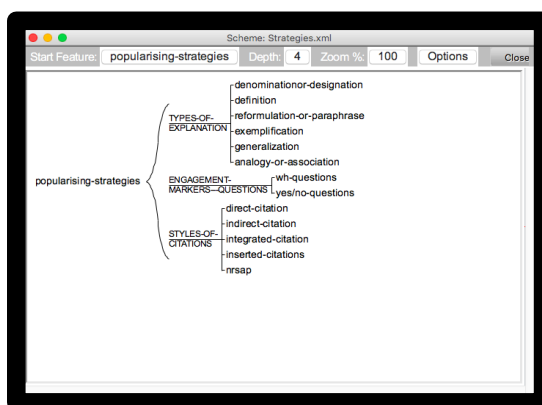 Scheme: Strategies.xml
Start Feature: popularising-strategies Depth: 4 Zoom %: 100 Options Close
denominationor-designation
definition
TYPES-OF-EXPLANATION
reformulation-or-paraphrase
exemplification
generalization
analogy-or-association
popularising-strategies
ENGAGEMENT-MARKERS---QUESTIONS
wh-questions
yes/no-questions
direct-citation
indirect-citation
STYLES-OF-CITATIONS
integrated-citation
inserted-citations
nrsap